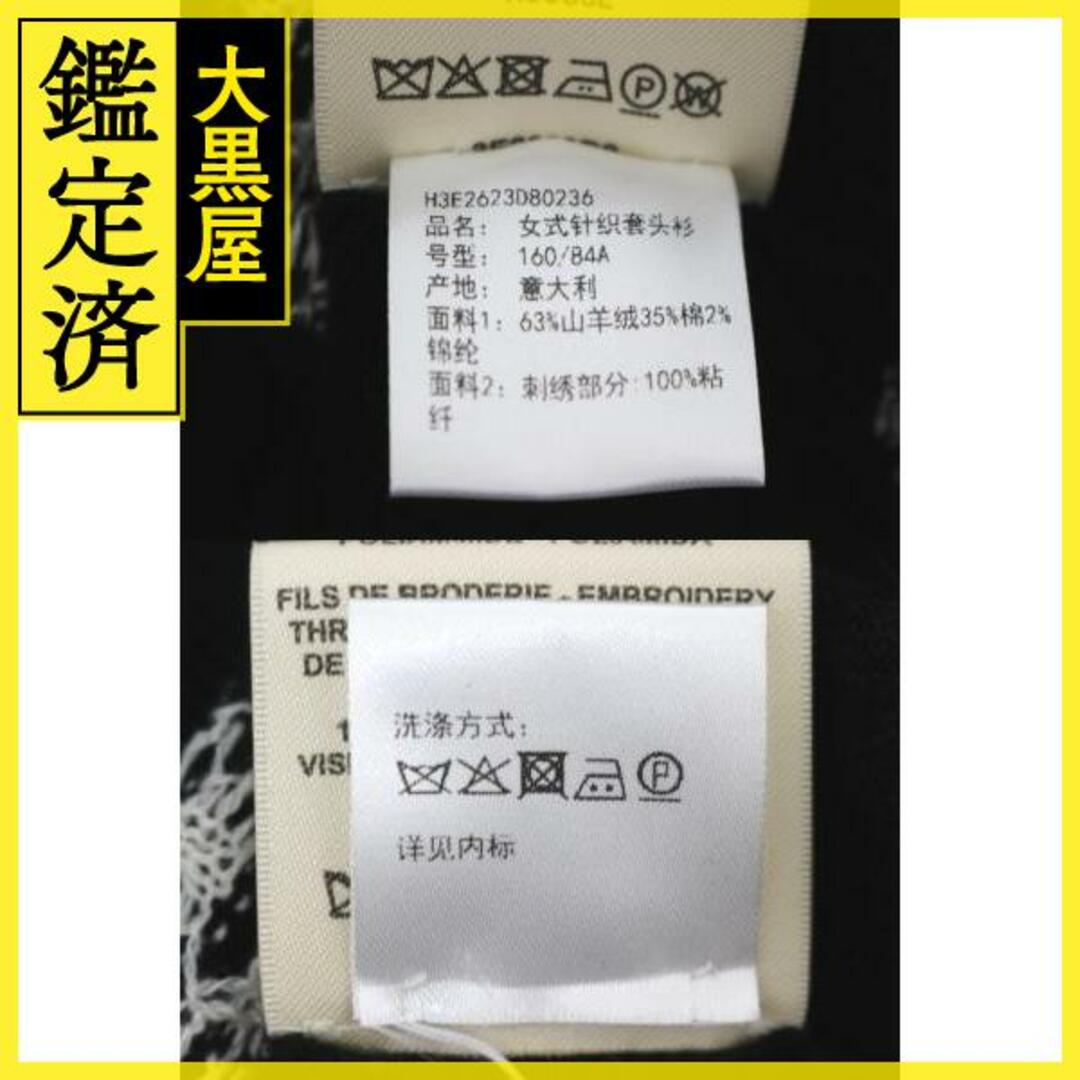 鑑定済
大黒屋
H3E2623D80236
品名: 女式针织套头衫
号型: 160/84A
产地: 意大利
面料1: 63%山羊绒35%棉2%
锦纶
面料2: 刺绣部分:100%粘
纤
FILS DE BRODERIE - EMBROIDERY
THR
DE
VIS
洗涤方式:
详见内标